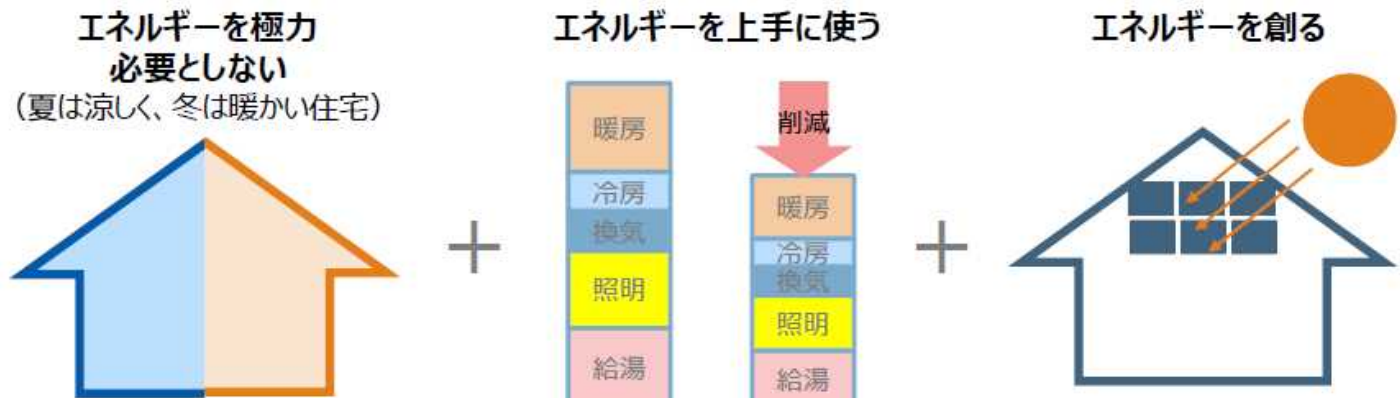 エネルギーを極力
必要としない
（夏は涼しく、冬は暖かい住宅）
エネルギーを上手に使う
暖房
冷房
換気
照明
給湯
削減
暖房
冷房
換気
照明
給湯
エネルギーを創る